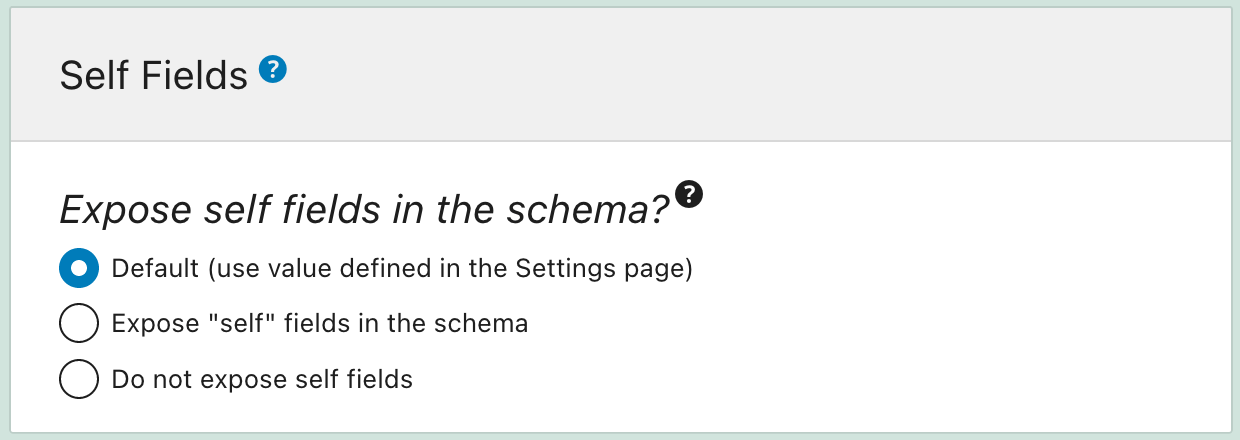 Self Fields ?
Expose self fields in the schema? ?
Default (use value defined in the Settings page)
Expose "self" fields in the schema
Do not expose self fields